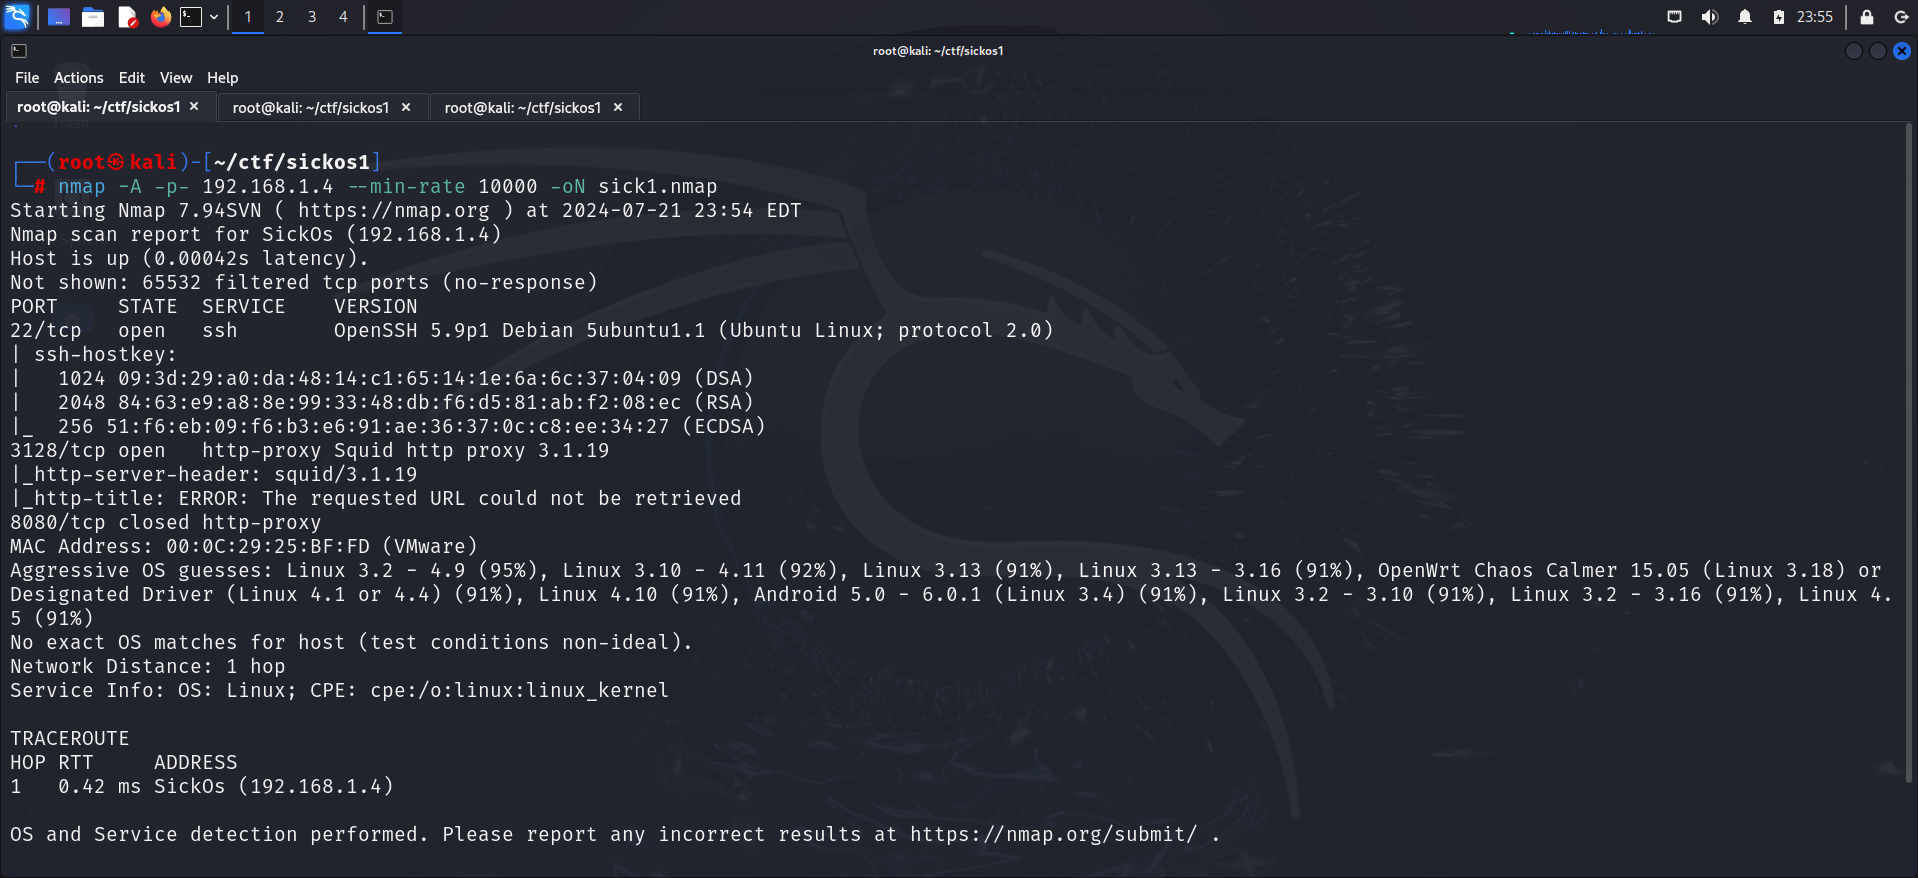 1 2 3 4 23:55
root@kali: ~/ctf/sickos1
File Actions Edit View Help
root@kali: ~/ctf/sickos1 × root@kali: ~/ctf/sickos1 × root@kali: ~/ctf/sickos1 ×
Trash
┌──(root㉿kali)-[~/ctf/sickos1]
└─# nmap -A -p- 192.168.1.4 --min-rate 10000 -oN sick1.nmap
Starting Nmap 7.94SVN ( https://nmap.org ) at 2024-07-21 23:54 EDT
Nmap scan report for SickOs (192.168.1.4)
Host is up (0.00042s latency).
Not shown: 65532 filtered tcp ports (no-response)
PORT     STATE  SERVICE    VERSION
22/tcp   open   ssh        OpenSSH 5.9p1 Debian 5ubuntu1.1 (Ubuntu Linux; protocol 2.0)
| ssh-hostkey:
|   1024 09:3d:29:a0:da:48:14:c1:65:14:1e:6a:6c:37:04:09 (DSA)
|   2048 84:63:e9:a8:8e:99:33:48:db:f6:d5:81:ab:f2:08:ec (RSA)
|_  256 51:f6:eb:09:f6:b3:e6:91:ae:36:37:0c:c8:ee:34:27 (ECDSA)
3128/tcp open   http-proxy Squid http proxy 3.1.19
|_http-server-header: squid/3.1.19
|_http-title: ERROR: The requested URL could not be retrieved
8080/tcp closed http-proxy
MAC Address: 00:0C:29:25:BF:FD (VMware)
Aggressive OS guesses: Linux 3.2 - 4.9 (95%), Linux 3.10 - 4.11 (92%), Linux 3.13 (91%), Linux 3.13 - 3.16 (91%), OpenWrt Chaos Calmer 15.05 (Linux 3.18) or
Designated Driver (Linux 4.1 or 4.4) (91%), Linux 4.10 (91%), Android 5.0 - 6.0.1 (Linux 3.4) (91%), Linux 3.2 - 3.10 (91%), Linux 3.2 - 3.16 (91%), Linux 4.
5 (91%)
No exact OS matches for host (test conditions non-ideal).
Network Distance: 1 hop
Service Info: OS: Linux; CPE: cpe:/o:linux:linux_kernel
TRACEROUTE
HOP RTT     ADDRESS
1   0.42 ms SickOs (192.168.1.4)
OS and Service detection performed. Please report any incorrect results at https://nmap.org/submit/ .